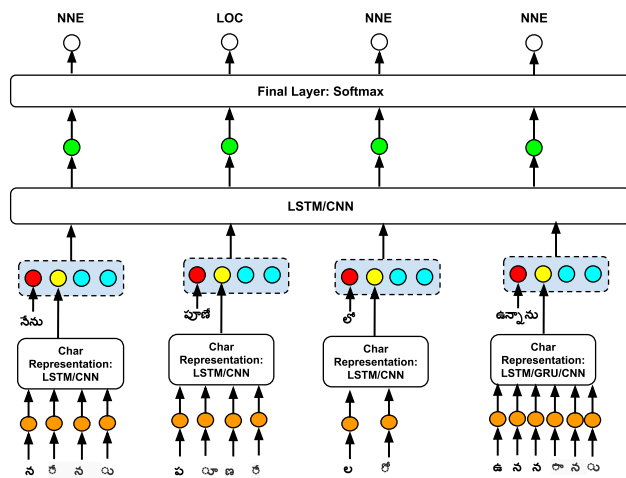 NNE LOC NNE NNE
Final Layer: Softmax
LSTM/CNN
నేను పూణే లో ఉన్నాను
Char Representation: LSTM/CNN
Char Representation: LSTM/CNN
Char Representation: LSTM/CNN
Char Representation: LSTM/GRU/CNN
న ే న ు
ప ూ ణ ే
ల ో
ఉ న న ా న ు